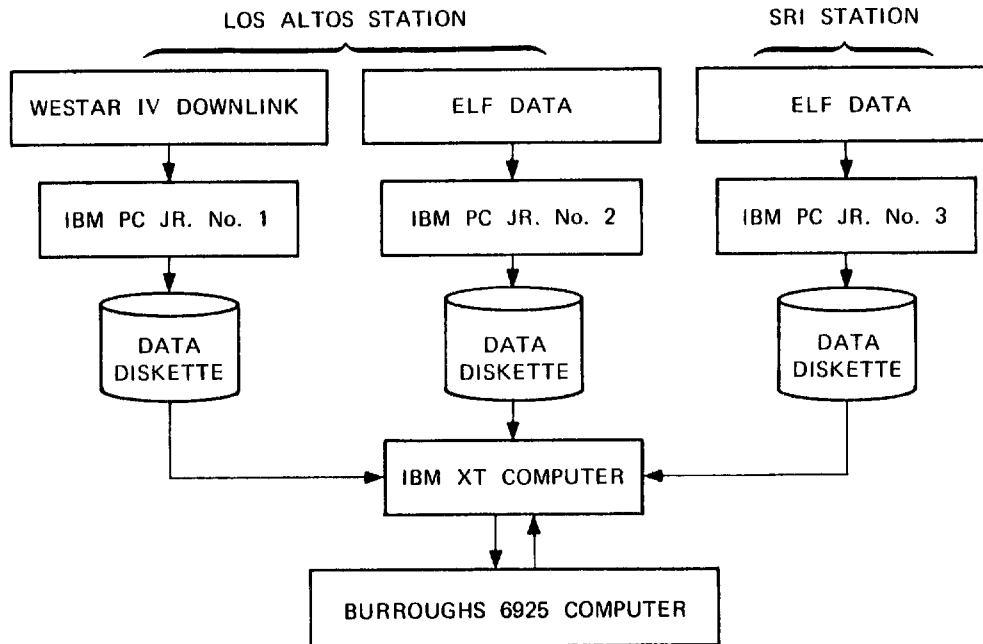 LOS ALTOS STATION
SRI STATION
WESTAR IV DOWNLINK
ELF DATA
ELF DATA
IBM PC JR. No. 1
IBM PC JR. No. 2
IBM PC JR. No. 3
DATA
DISKETTE
DATA
DISKETTE
DATA
DISKETTE
IBM XT COMPUTER
BURROUGHS 6925 COMPUTER